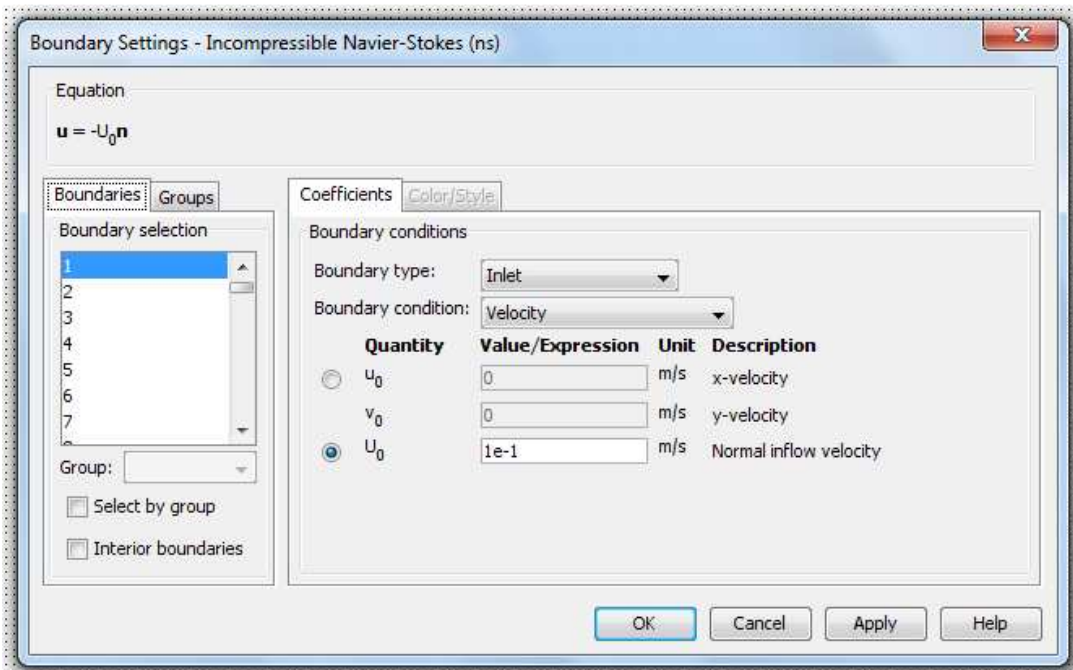 Boundary Settings - Incompressible Navier-Stokes (ns)
Equation
u = -U0n
Boundaries Groups
Boundary selection
1
2
3
4
5
6
7
Group:
Select by group
Interior boundaries
Coefficients Color/Style
Boundary conditions
Boundary type: Inlet
Boundary condition: Velocity
Quantity Value/Expression Unit Description
u0 0 m/s x-velocity
v0 0 m/s y-velocity
U0 1e-1 m/s Normal inflow velocity
OK Cancel Apply Help